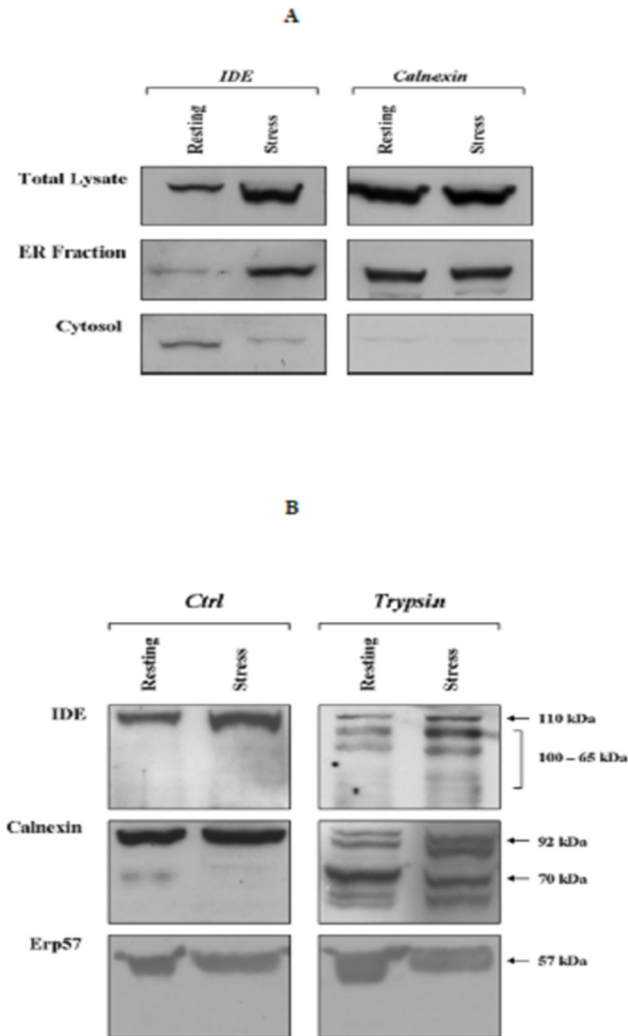 A
IDE Calnexin
Resting Stress Resting Stress
Total Lysate
ER Fraction
Cytosol
B
Ctrl Trypsin
Resting Stress Resting Stress
IDE
110 kDa
100 – 65 kDa
Calnexin
92 kDa
70 kDa
Erp57
57 kDa